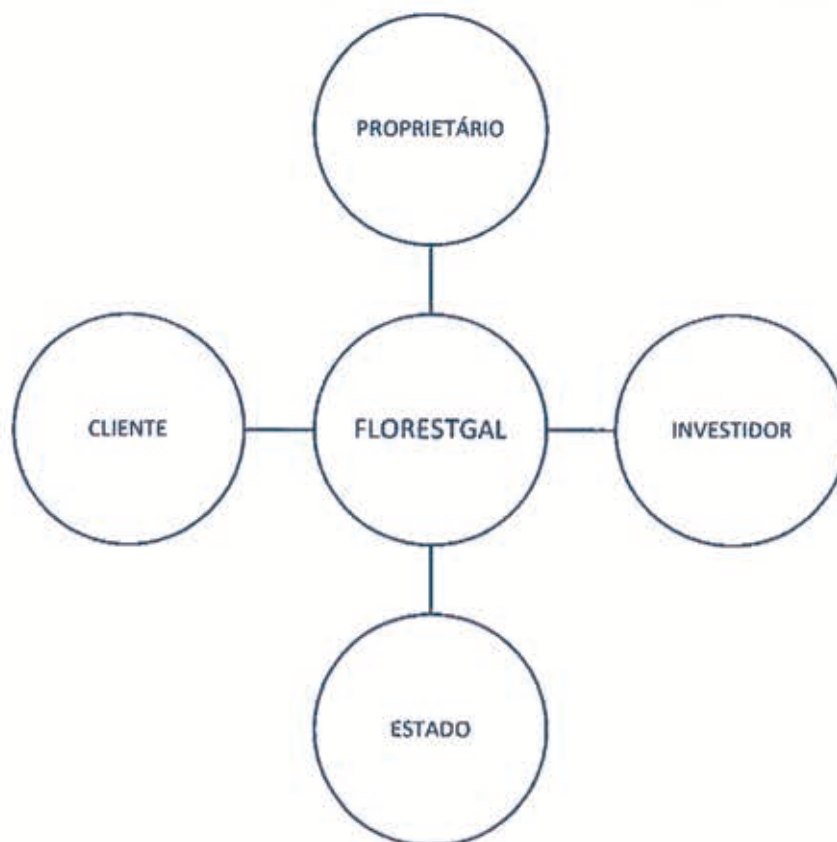 PROPRIETÁRIO
CLIENTE
FLORESTGAL
INVESTIDOR
ESTADO